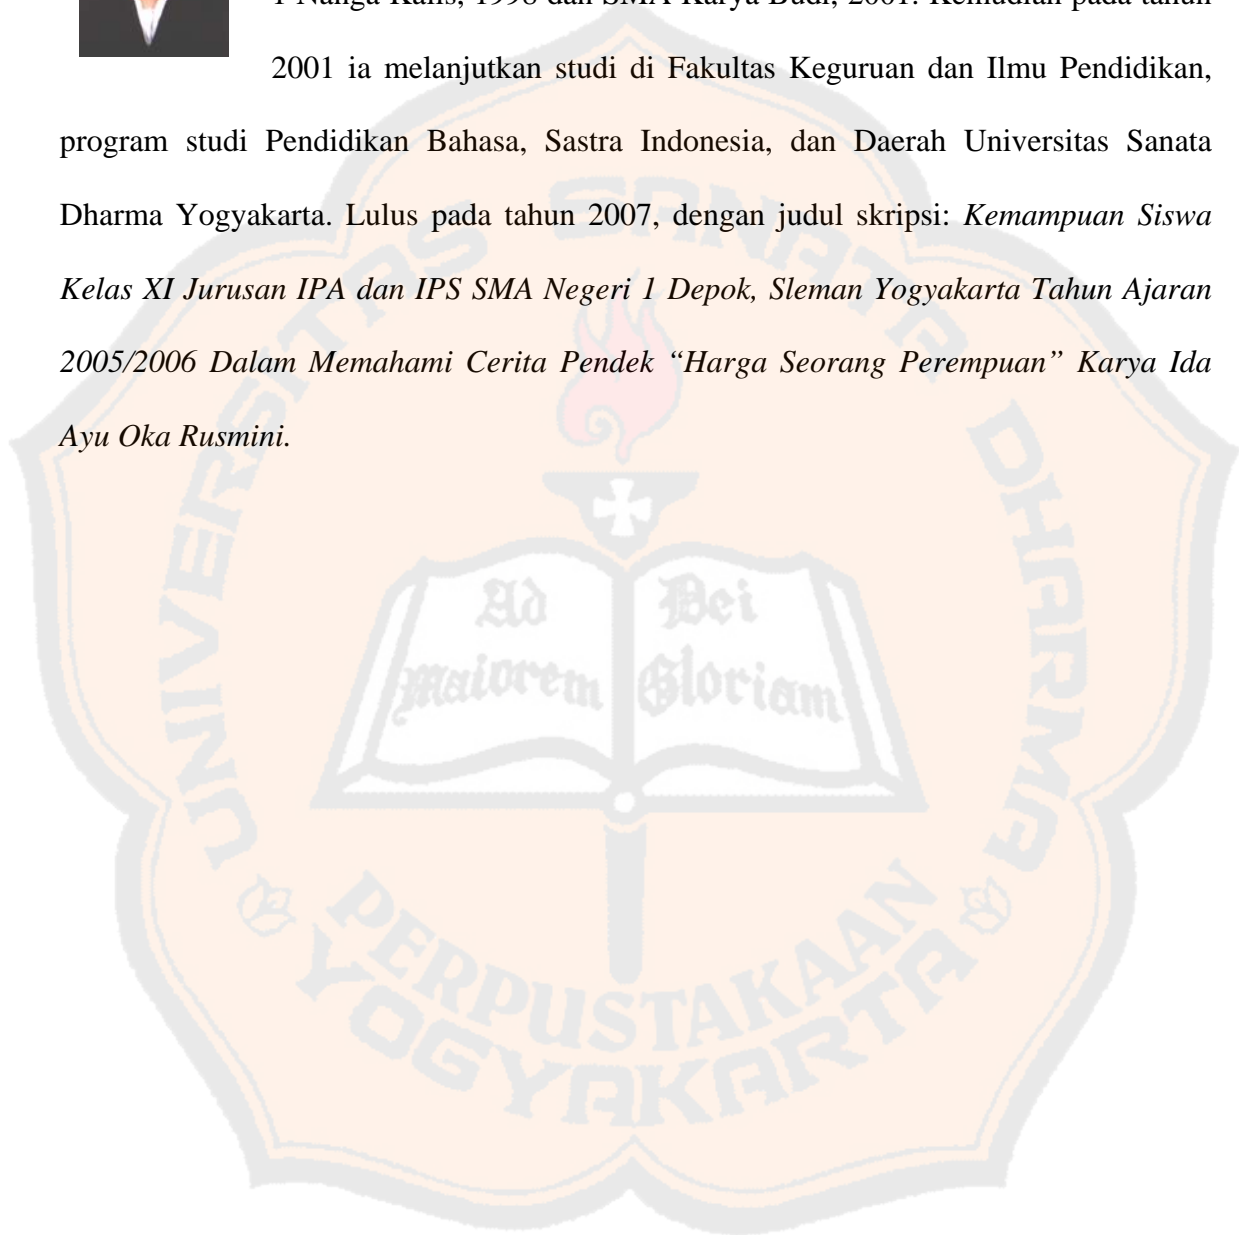 1 Nanga Kalis, 1998 dan SMA Karya Budi, 2001. Kemudian pada tahun
2001 ia melanjutkan studi di Fakultas Keguruan dan Ilmu Pendidikan,
program studi Pendidikan Bahasa, Sastra Indonesia, dan Daerah Universitas Sanata
Dharma Yogyakarta. Lulus pada tahun 2007, dengan judul skripsi: Kemampuan Siswa
Kelas XI Jurusan IPA dan IPS SMA Negeri 1 Depok, Sleman Yogyakarta Tahun Ajaran
2005/2006 Dalam Memahami Cerita Pendek “Harga Seorang Perempuan” Karya Ida
Ayu Oka Rusmini.
UNIVERSITAS SANATA DHARMA
Ad Dei
maiorem Gloriam
PERPUSTAKAAN
YOGYAKARTA